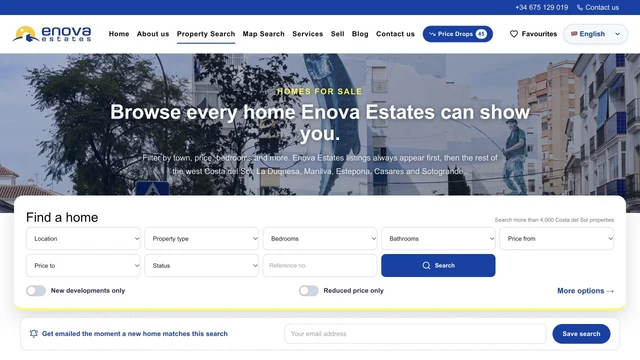 +34 675 129 019
Contact us
enova
estates
Home
About us
Property Search
Map Search
Services
Sell
Blog
Contact us
Price Drops
45
Favourites
English
HOMES FOR SALE
Browse every home Enova Estates can show
you.
Filter by town, price, bedrooms and more. Enova Estates listings always appear first, then the rest of
the west Costa del Sol, La Duquesa, Manilva, Estepona, Casares and Sotogrande.
Find a home
Search more than 4,000 Costa del Sol properties
Location
Property type
Bedrooms
Bathrooms
Price from
Price to
Status
Reference no.
Search
New developments only
Reduced price only
More options →
Get emailed the moment a new home matches this search
Your email address
Save search